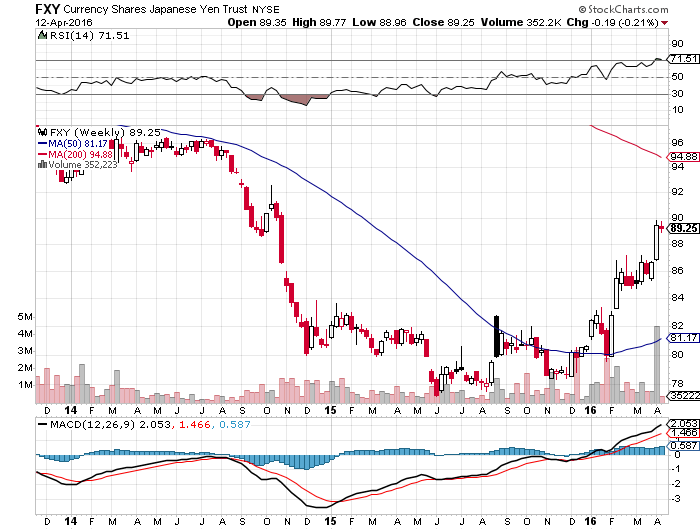 FXY Currency Shares Japanese Yen Trust NYSE
© StockCharts.com
12-Apr-2016
Open 89.35 High 89.77 Low 88.96 Close 89.25 Volume 352.2K Chg -0.19 (-0.21%)
RSI(14) 71.51
90
71.51
50
30
10
FXY (Weekly) 89.25
MA(50) 81.17
MA(200) 94.88
Volume 352,223
96
94.88
92
90
89.25
88
86
84
82
81.17
80
78
35222
5M
4M
3M
2M
1M
D 14 F M A M J J A S O N D 15 F M A M J J A S O N D 16 F M A
MACD(12,26,9) 2.053, 1.466, 0.587
2.053
1.466
0.587
0
-1
-2
-3
D 14 F M A M J J A S O N D 15 F M A M J J A S O N D 16 F M A